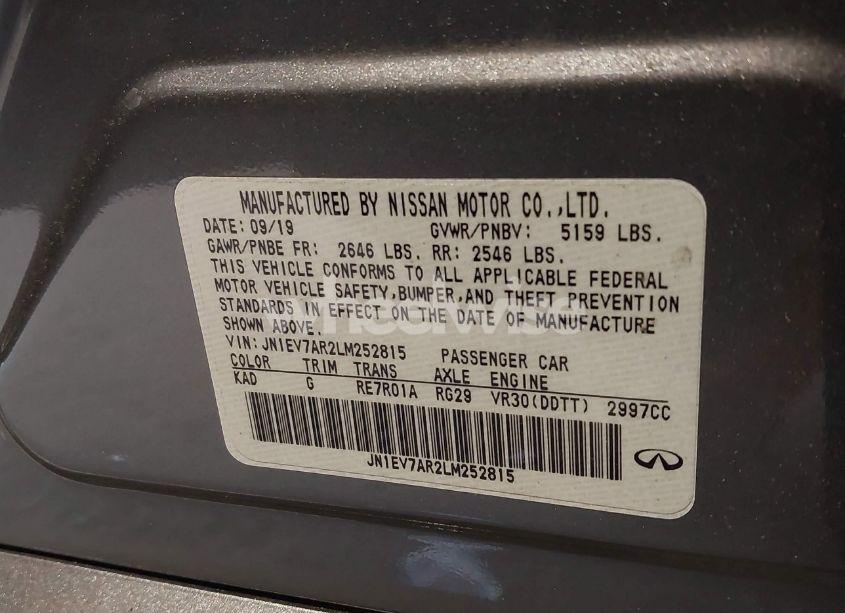 MANUFACTURED BY NISSAN MOTOR CO.,LTD.
DATE: 09/19 GVWR/PNBV: 5159 LBS.
GAWR/PNBE FR: 2646 LBS. RR: 2546 LBS.
THIS VEHICLE CONFORMS TO ALL APPLICABLE FEDERAL
MOTOR VEHICLE SAFETY,BUMPER,AND THEFT PREVENTION
STANDARDS IN EFFECT ON THE DATE OF MANUFACTURE
SHOWN ABOVE.
VIN: JN1EV7AR2LM252815 PASSENGER CAR
COLOR TRIM TRANS AXLE ENGINE
KAD G RE7R01A RG29 VR30(DDTT) 2997CC
JN1EV7AR2LM252815